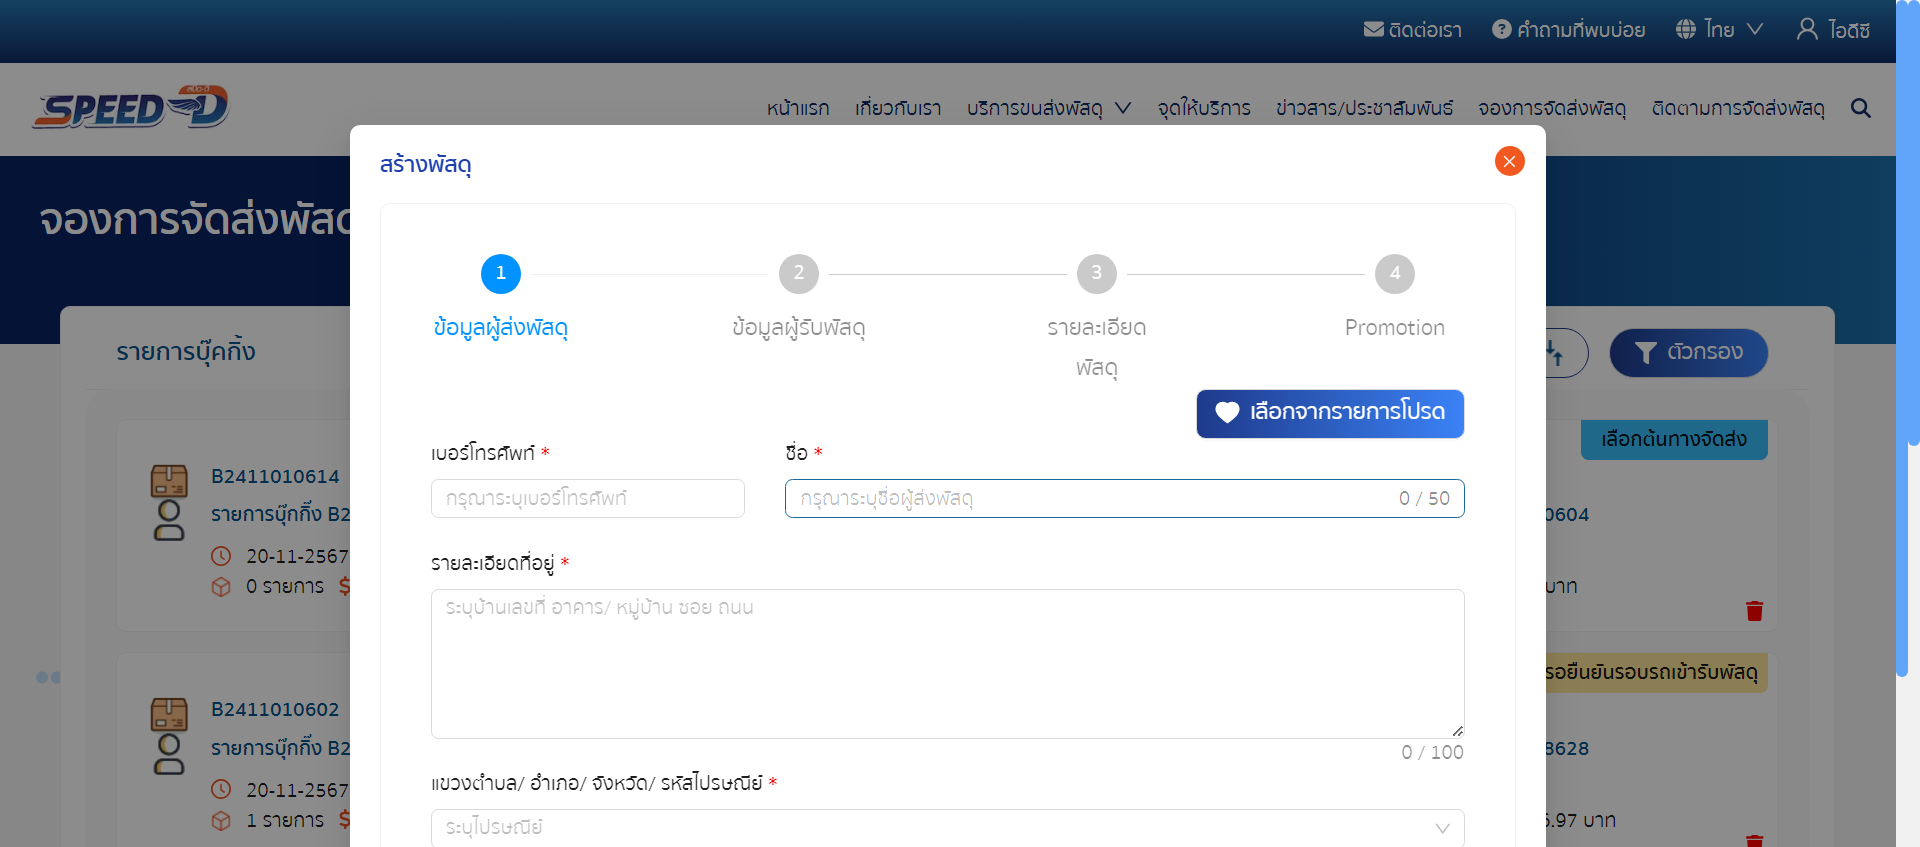 ติดต่อเรา คำถามที่พบบ่อย ไทย ไอดีซี
สปีด-ดี
SPEED D
หน้าแรก เกี่ยวกับเรา บริการขนส่งพัสดุ จุดให้บริการ ข่าวสาร/ประชาสัมพันธ์ จองการจัดส่งพัสดุ ติดตามการจัดส่งพัสดุ
สร้างพัสดุ
จองการจัดส่งพัสดุ
1 2 3 4
ข้อมูลผู้ส่งพัสดุ ข้อมูลผู้รับพัสดุ รายละเอียด Promotion
พัสดุ
รายการบุ๊คกิ้ง ตัวกรอง
เลือกจากรายการโปรด
เลือกต้นทางจัดส่ง
เบอร์โทรศัพท์ * ชื่อ *
B2411010614
กรุณาระบุเบอร์โทรศัพท์ กรุณาระบุชื่อผู้ส่งพัสดุ 0 / 50
รายการบุ๊กกิ้ง B2 0604
20-11-2567
รายละเอียดที่อยู่ *
0 รายการ $ บาท
ระบุบ้านเลขที่ อาคาร/ หมู่บ้าน ซอย ถนน
รอยืนยันรอบรถเข้ารับพัสดุ
B2411010602
รายการบุ๊กกิ้ง B2 8628
0 / 100
แขวงตำบล/ อำเภอ/ จังหวัด/ รหัสไปรษณีย์ *
20-11-2567
1 รายการ $ 6.97 บาท
ระบุไปรษณีย์